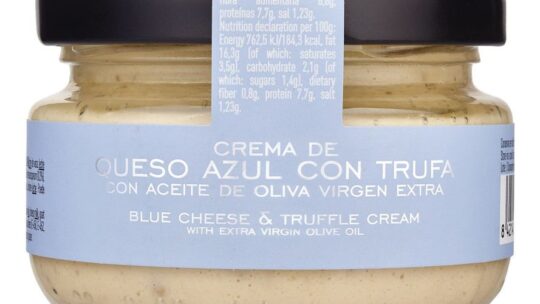 proteínas 7,7g, sal 1,23g.
Nutrition declaration per 100g:
Energy 762,5 kJ/184,3 kcal, fat
16,3g (of which: saturates
3,5g), carbohydrate 2,1g (of
which: sugars 1,4g), dietary
fiber 0,8g, protein 7,7g, salt
1,23g.
CREMA DE
QUESO AZUL CON TRUFA
CON ACEITE DE OLIVA VIRGEN EXTRA
BLUE CHEESE & TRUFFLE CREAM
WITH EXTRA VIRGIN OLIVE OIL